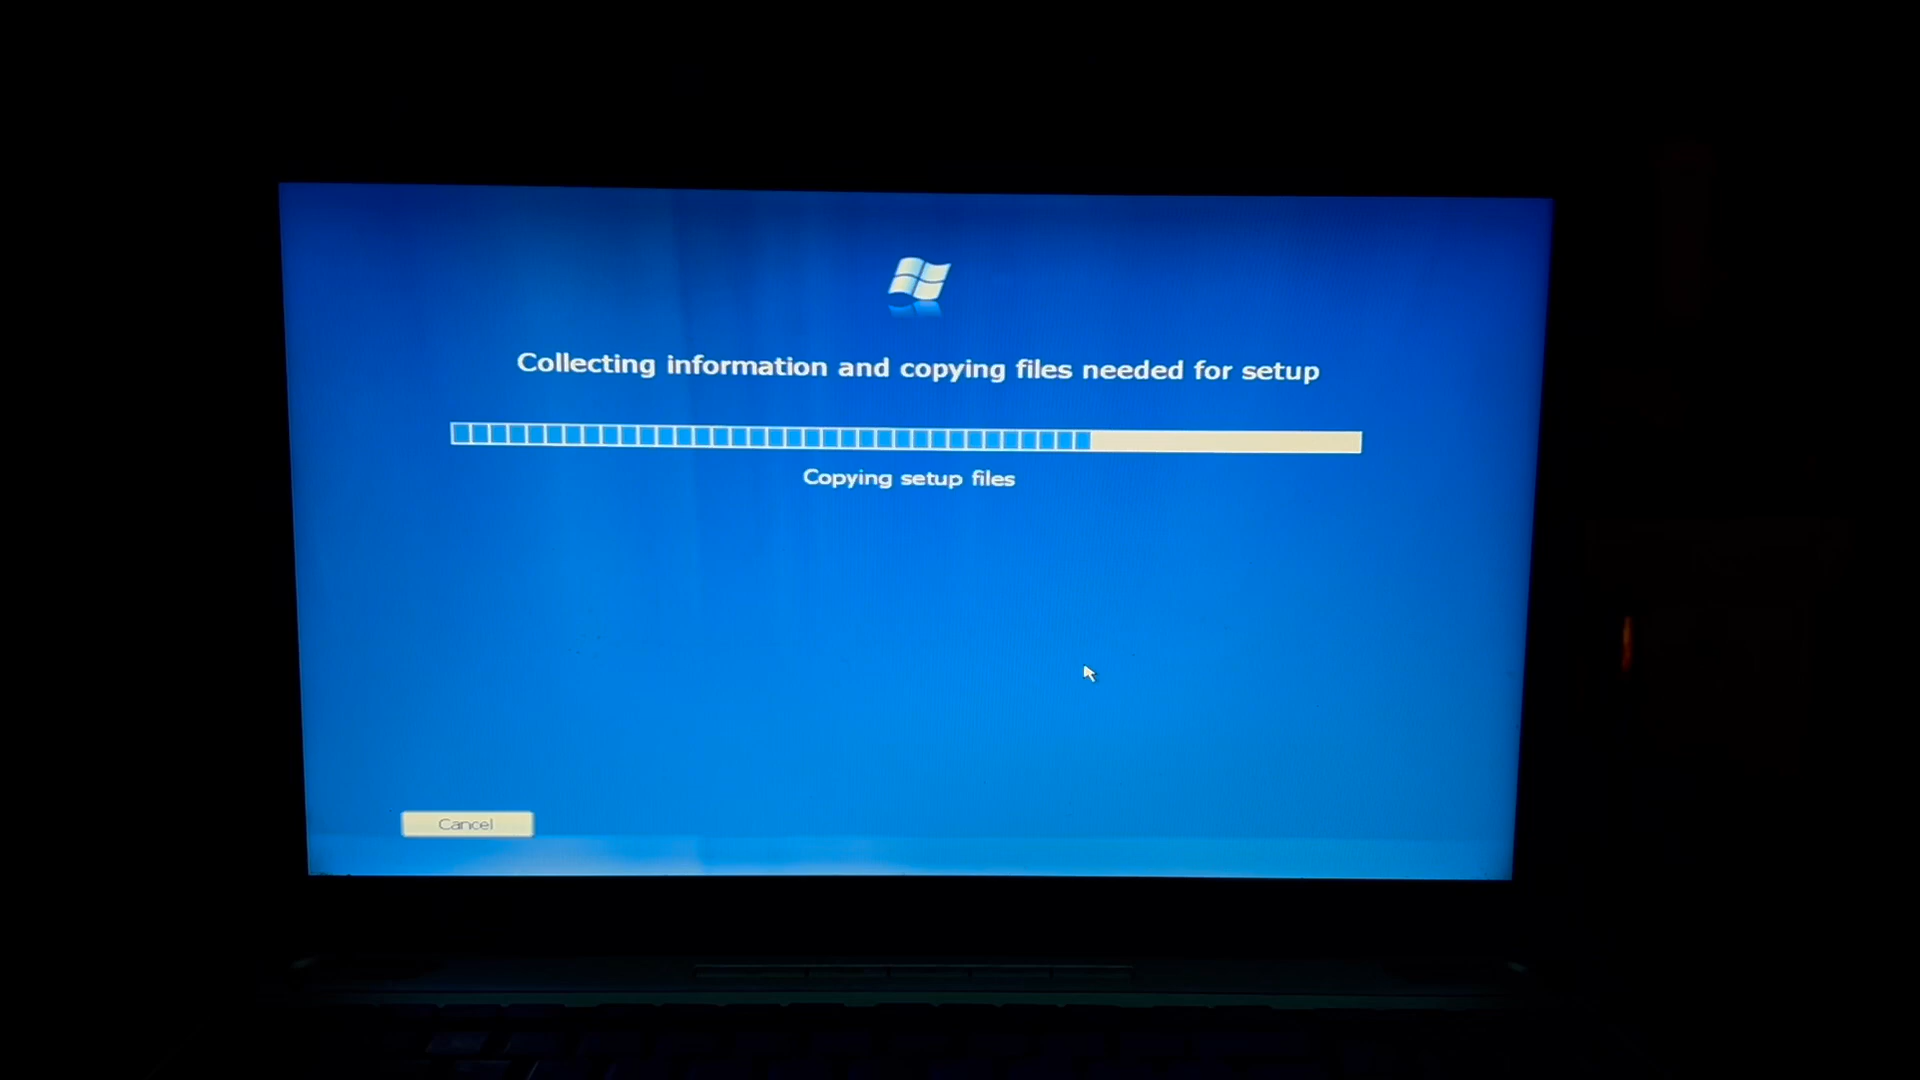 Collecting information and copying files needed for setup
Copying setup files
Cancel